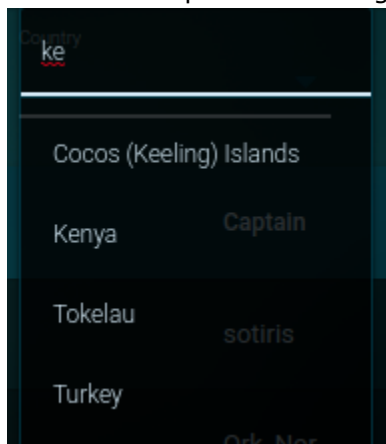 Country
ke
Cocos (Keeling) Islands
Captain
Kenya
Tokelau
sotiris
Turkey